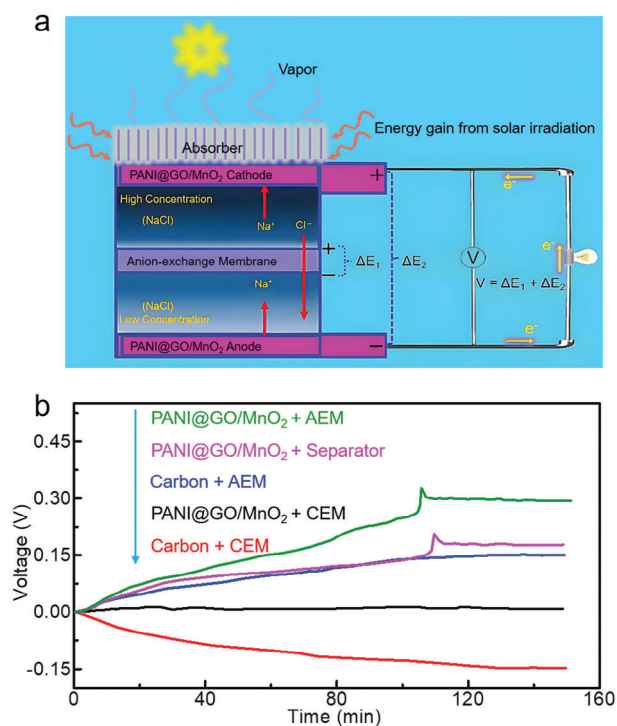 a
Vapor
Absorber
Energy gain from solar irradiation
PANI@GO/MnO₂ Cathode
+
e⁻
High Concentration
(NaCl)
Na⁺
Cl⁻
Anion-exchange Membrane
+
−
ΔE₁
ΔE₂
V
V = ΔE₁ + ΔE₂
e⁻
Na⁺
(NaCl)
Low Concentration
PANI@GO/MnO₂ Anode
−
e⁻
b
PANI@GO/MnO₂ + AEM
PANI@GO/MnO₂ + Separator
Carbon + AEM
PANI@GO/MnO₂ + CEM
Carbon + CEM
Voltage (V)
0.45
0.30
0.15
0.00
-0.15
0
40
80
120
160
Time (min)